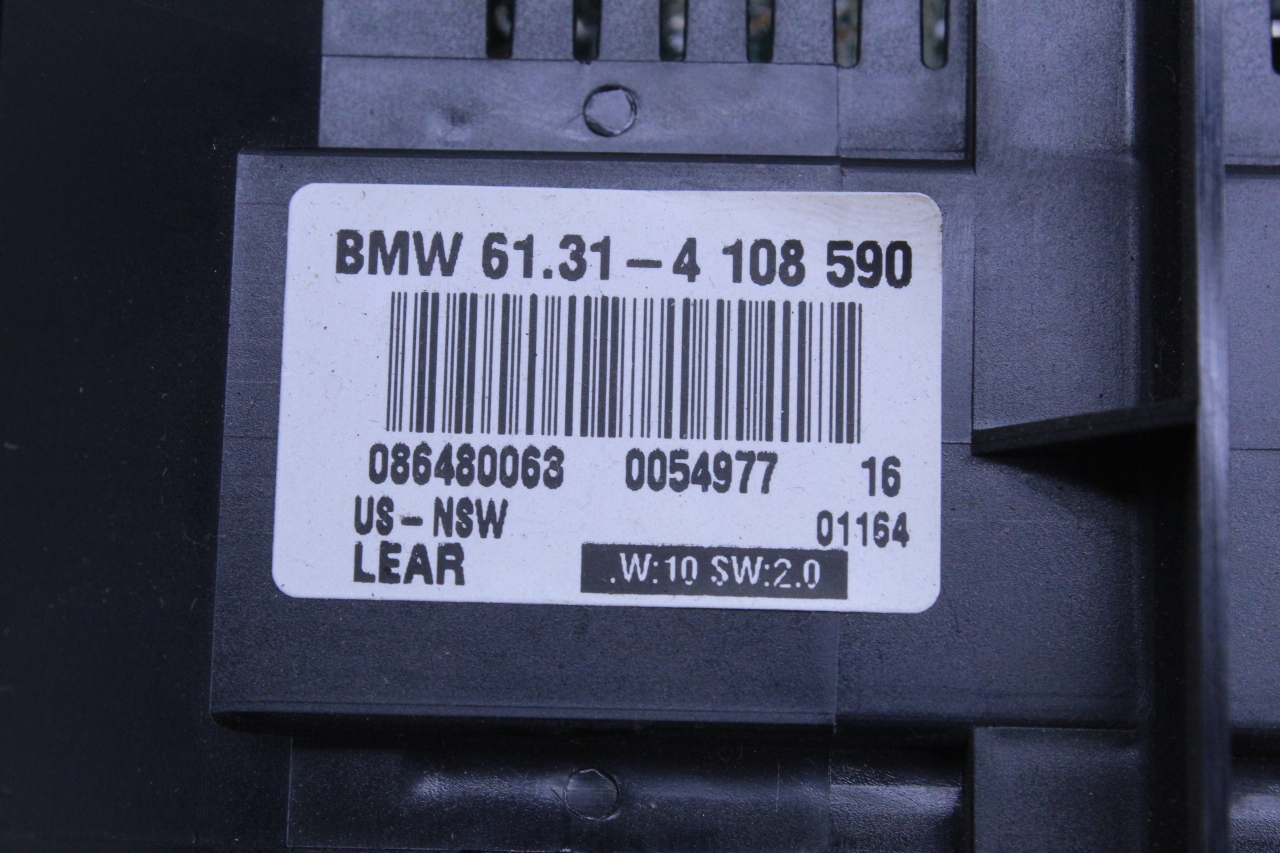 BMW 61.31-4 108 590
086480063 0054977 16
US-NSW 01164
LEAR .W:10 SW:2.0